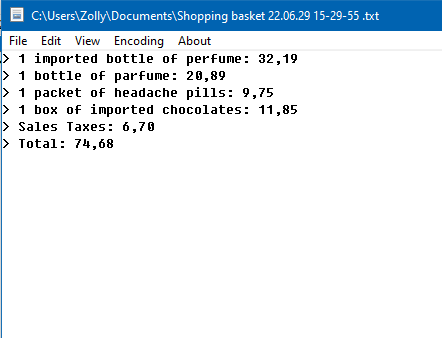 C:\Users\Zolly\Documents\Shopping basket 22.06.29 15-29-55 .txt
File Edit View Encoding About
> 1 imported bottle of perfume: 32,19
> 1 bottle of parfume: 20,89
> 1 packet of headache pills: 9,75
> 1 box of imported chocolates: 11,85
> Sales Taxes: 6,70
> Total: 74,68